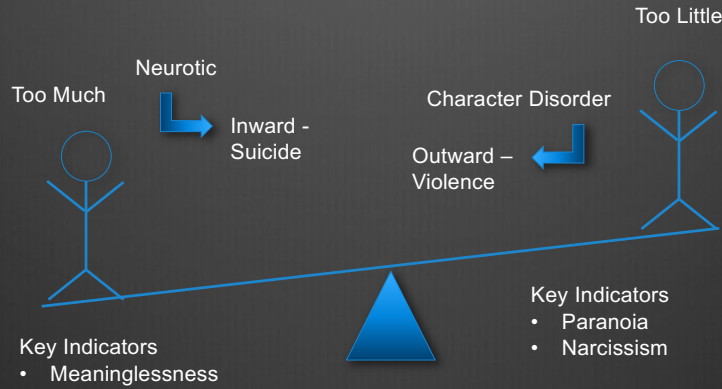 Too Little
Neurotic
Too Much
Character Disorder
Inward -
Suicide
Outward –
Violence
Key Indicators
• Meaninglessness
Key Indicators
• Paranoia
• Narcissism